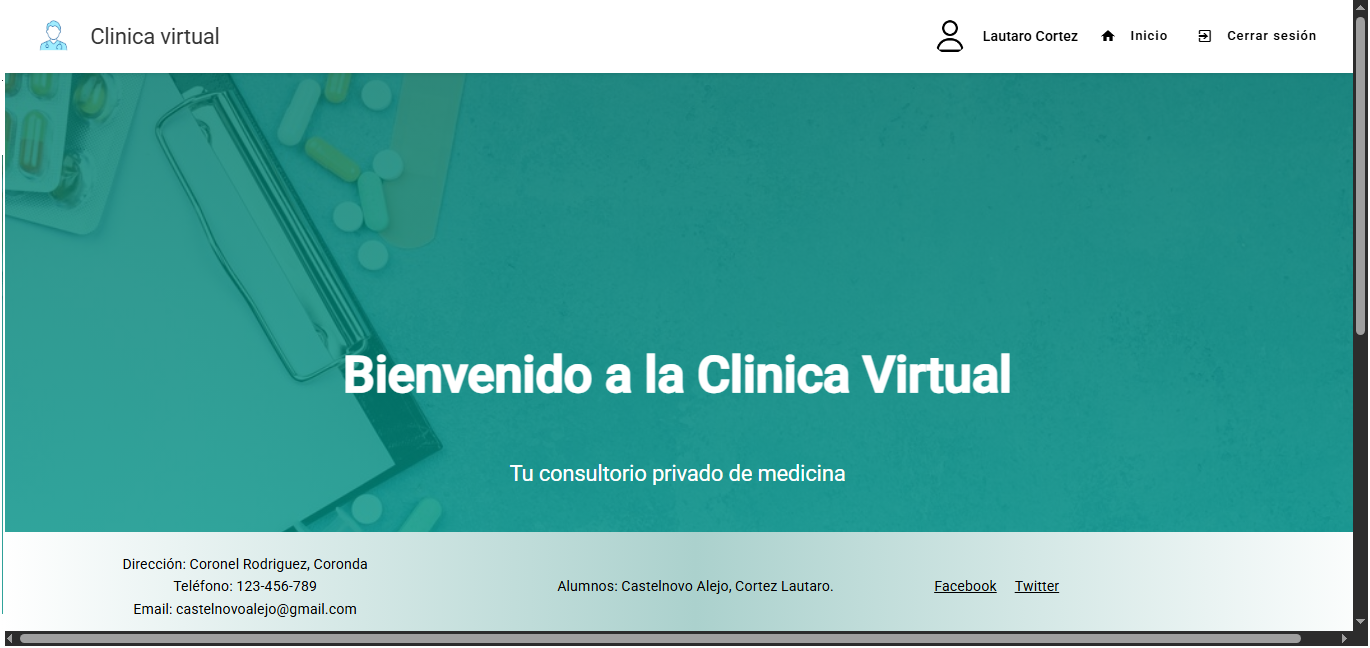 Clinica virtual
Lautaro Cortez
Inicio
Cerrar sesión
Bienvenido a la Clinica Virtual
Tu consultorio privado de medicina
Dirección: Coronel Rodriguez, Coronda
Teléfono: 123-456-789
Email: castelnovoalejo@gmail.com
Alumnos: Castelnovo Alejo, Cortez Lautaro.
Facebook
Twitter